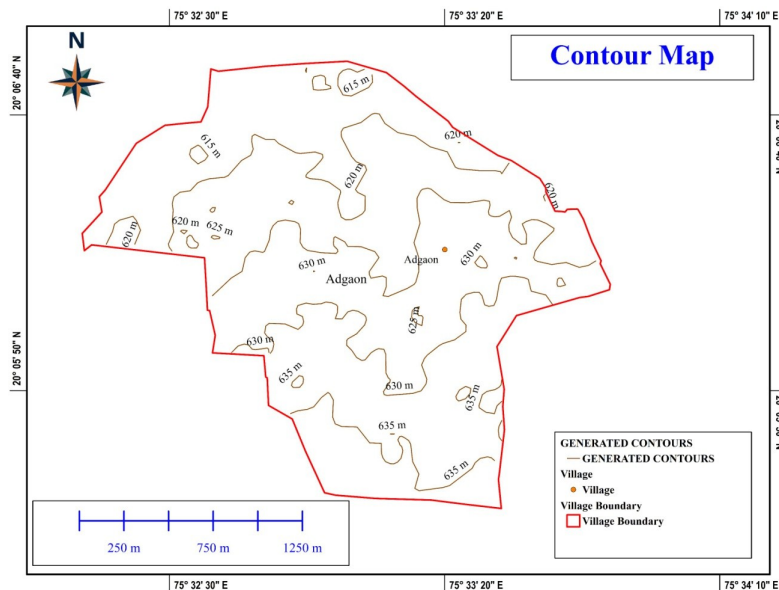 75° 32' 30" E
75° 33' 20" E
75° 34' 10" E
N
Contour Map
20° 06' 40" N
615 m
615 m
620 m
620 m
620 m
620 m
620 m
625 m
630 m
Adgaon
630 m
Adgaon
625 m
20° 05' 50" N
630 m
635 m
630 m
635 m
635 m
635 m
GENERATED CONTOURS
GENERATED CONTOURS
Village
Village
Village Boundary
Village Boundary
250 m
750 m
1250 m
75° 32' 30" E
75° 33' 20" E
75° 34' 10" E